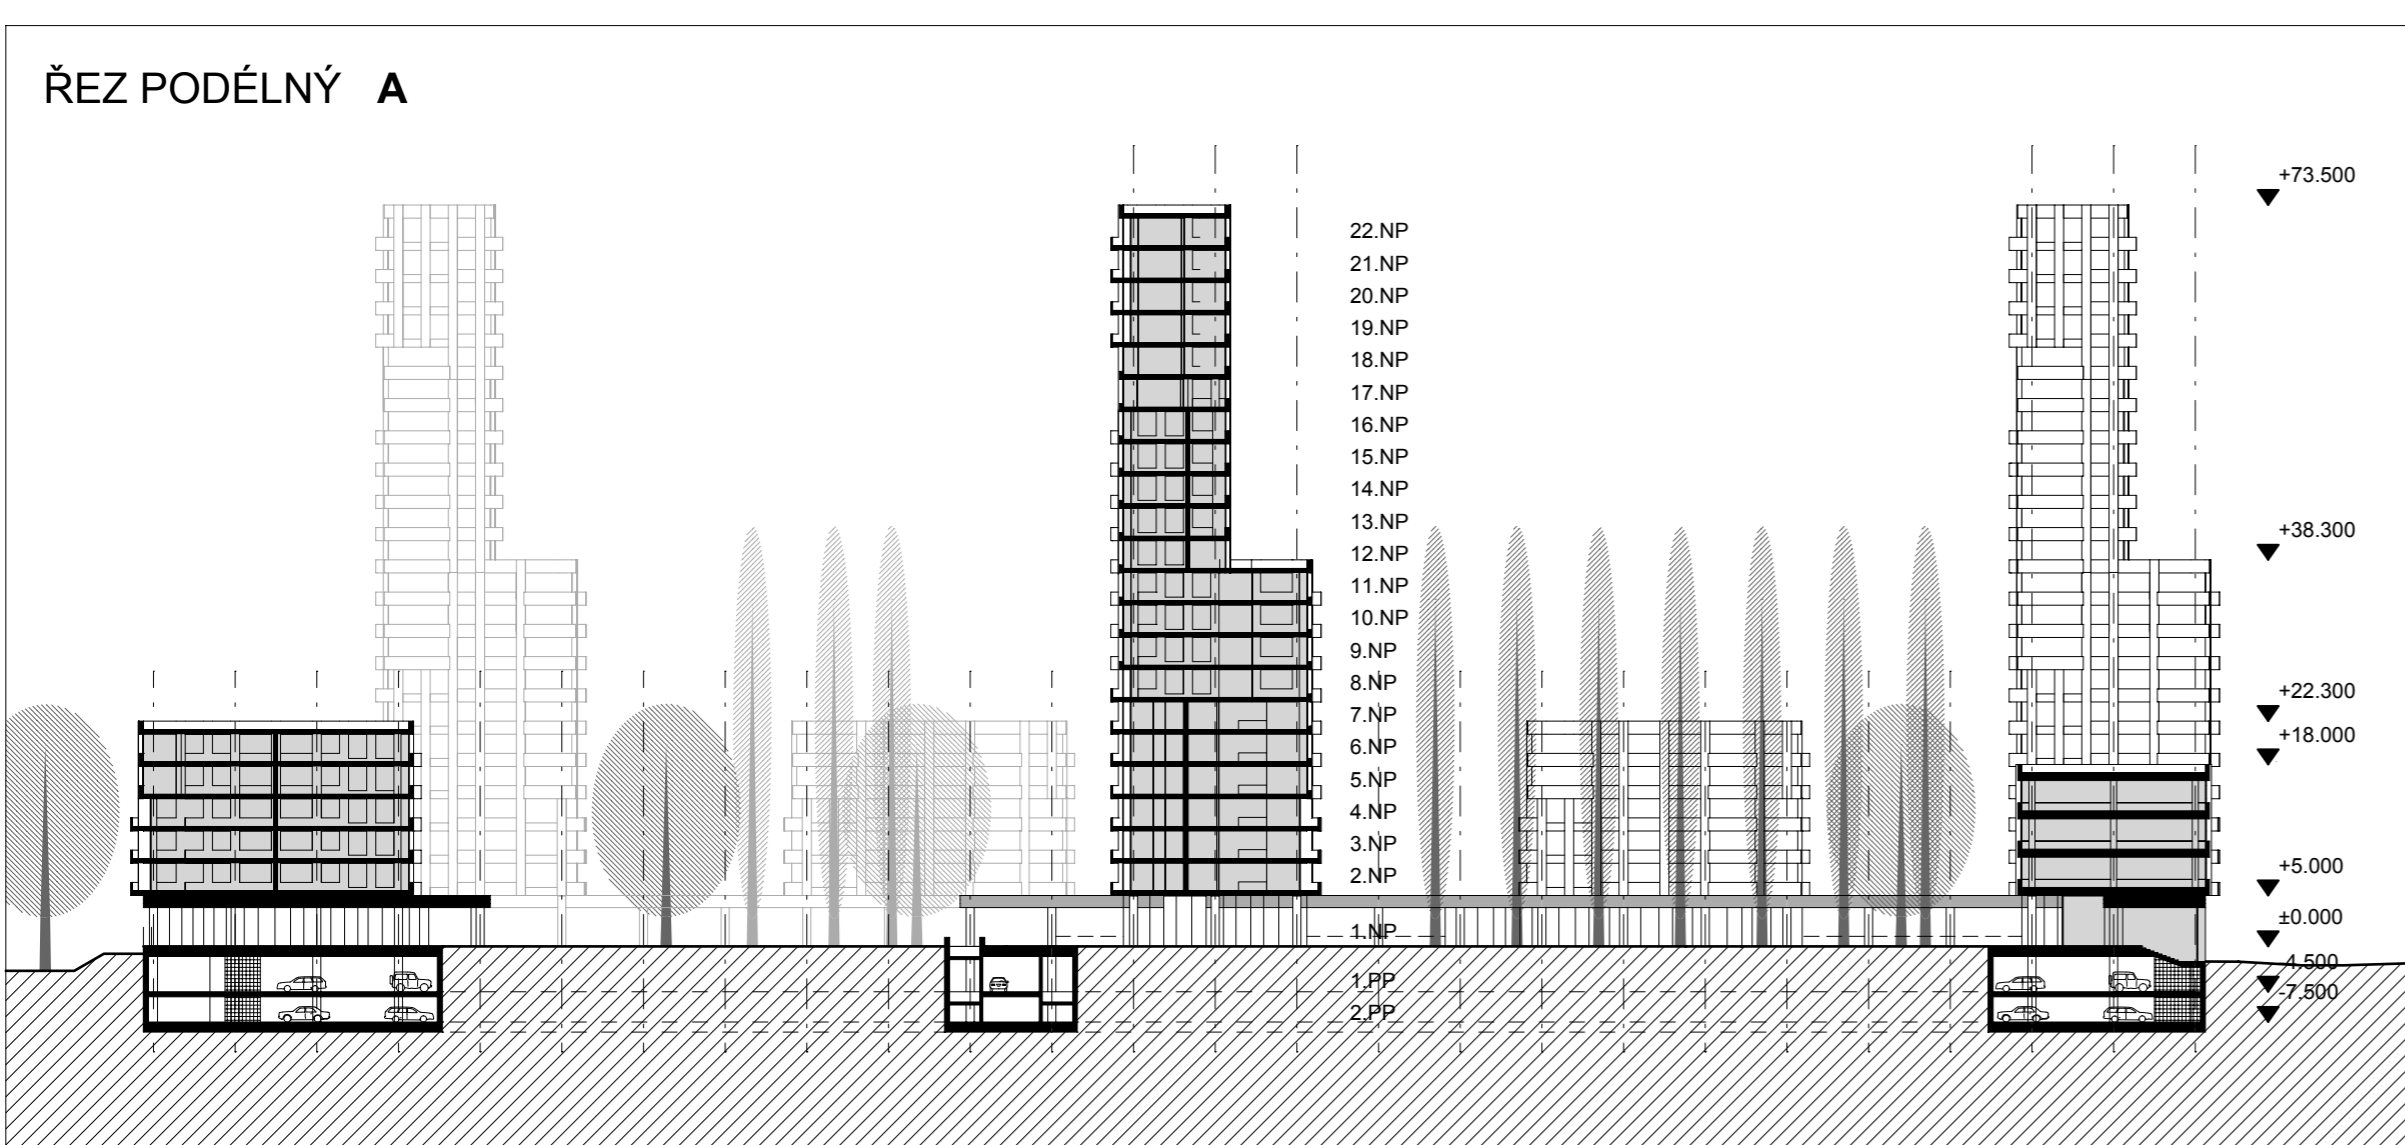 ŘEZ PODÉLNÝ A
+73.500
22.NP
21.NP
20.NP
19.NP
18.NP
17.NP
16.NP
15.NP
14.NP
13.NP
+38.300
12.NP
11.NP
10.NP
9.NP
8.NP
+22.300
7.NP
+18.000
6.NP
5.NP
4.NP
3.NP
+5.000
2.NP
±0.000
1.NP
-4.500
1.PP
-7.500
2.PP